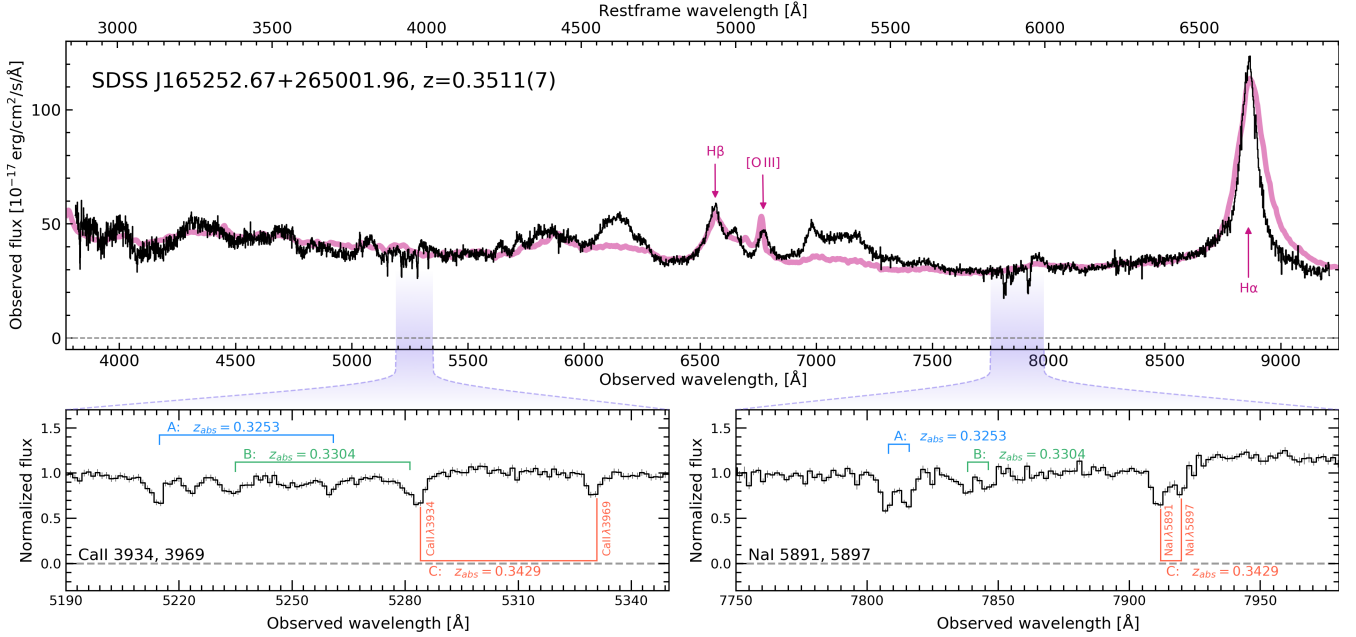 Restframe wavelength [Å]
3000 3500 4000 4500 5000 5500 6000 6500
SDSS J165252.67+265001.96, z=0.3511(7)
Observed flux [10⁻¹⁷ erg/cm²/s/Å]
100
50
0
Hβ
[O III]
Hα
4000 4500 5000 5500 6000 6500 7000 7500 8000 8500 9000
Observed wavelength, [Å]
Normalized flux
1.5
1.0
0.5
0.0
A: z_abs = 0.3253
B: z_abs = 0.3304
CaII λ3934
CaII λ3969
CaII 3934, 3969
C: z_abs = 0.3429
5190 5220 5250 5280 5310 5340
Observed wavelength [Å]
Normalized flux
1.5
1.0
0.5
0.0
A: z_abs = 0.3253
B: z_abs = 0.3304
NaI λ5891
NaI λ5897
NaI 5891, 5897
C: z_abs = 0.3429
7750 7800 7850 7900 7950
Observed wavelength [Å]